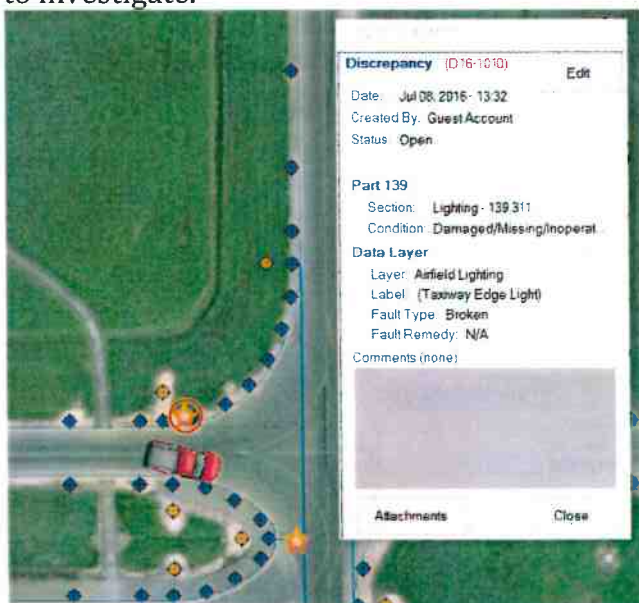 to investigate.
Discrepancy (D16-1010)
Edit
Date: Jul 08, 2016 - 13:32
Created By: Guest Account
Status: Open
Part 139
Section: Lighting - 139.311
Condition: Damaged/Missing/Inoperat...
Data Layer
Layer: Airfield Lighting
Label: (Taxiway Edge Light)
Fault Type: Broken
Fault Remedy: N/A
Comments (none)
Attachments
Close